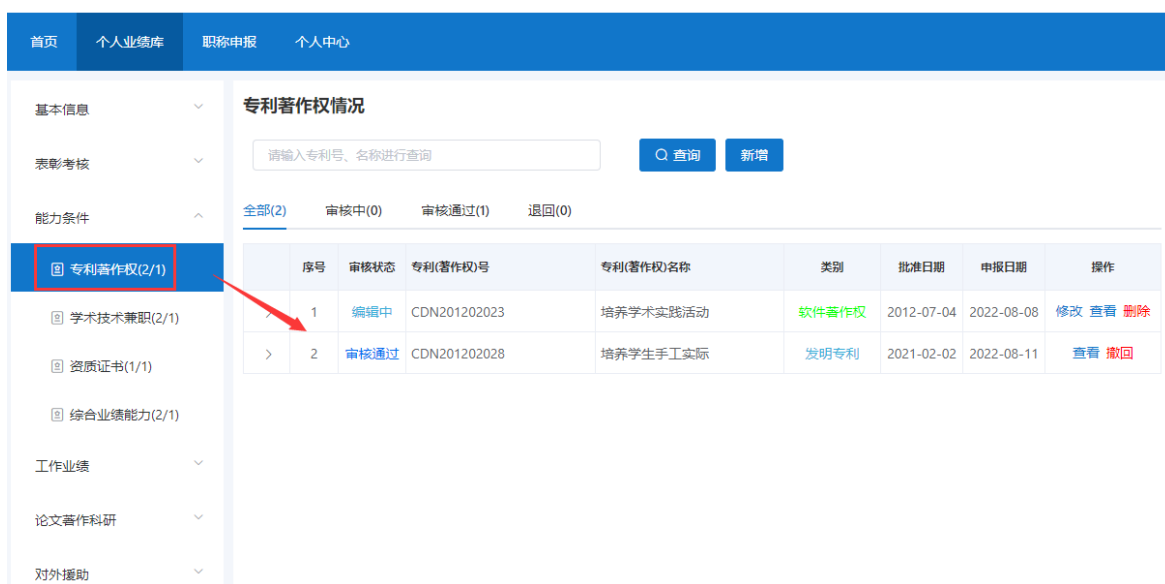 首页 个人业绩库 职称申报 个人中心
基本信息
表彰考核
能力条件
专利著作权(2/1)
学术技术兼职(2/1)
资质证书(1/1)
综合业绩能力(2/1)
工作业绩
论文著作科研
对外援助
专利著作权情况
请输入专利号、名称进行查询 查询 新增
全部(2) 审核中(0) 审核通过(1) 退回(0)
序号 审核状态 专利(著作权)号 专利(著作权)名称 类别 批准日期 申报日期 操作
1 编辑中 CDN201202023 培养学术实践活动 软件著作权 2012-07-04 2022-08-08 修改 查看 删除
2 审核通过 CDN201202028 培养学生手工实际 发明专利 2021-02-02 2022-08-11 查看 撤回